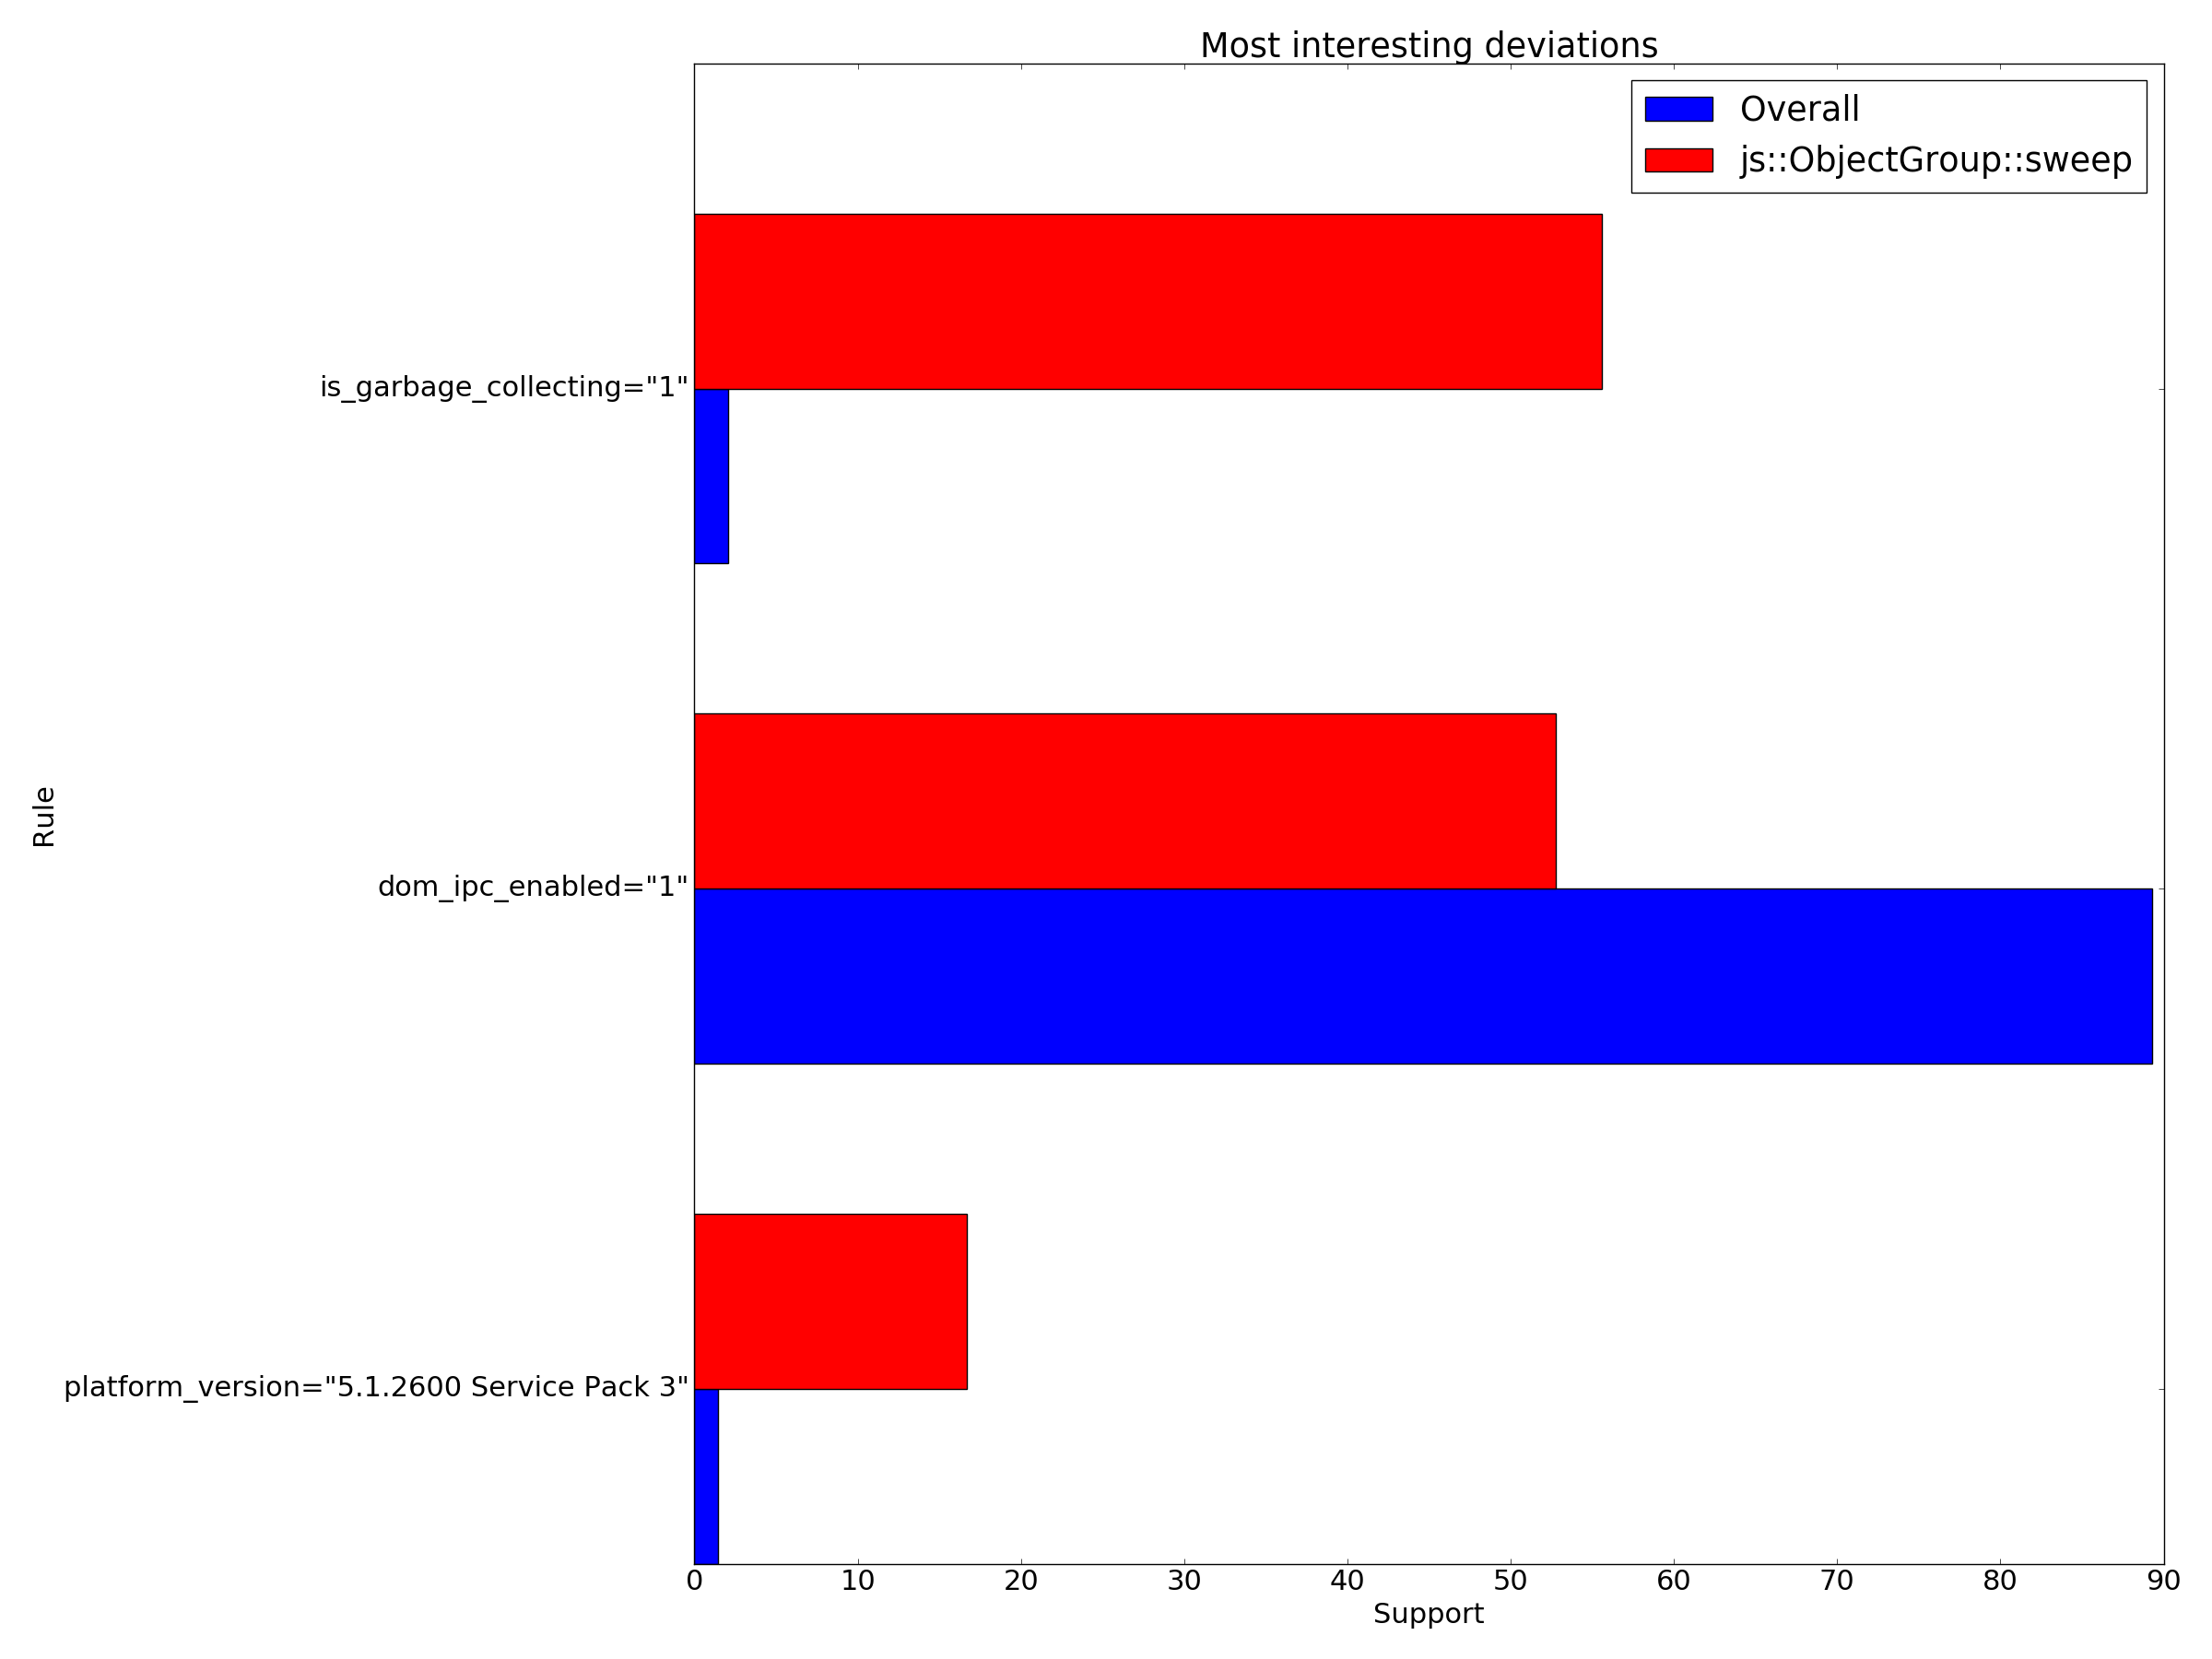 Most interesting deviations
Overall
js::ObjectGroup::sweep
is_garbage_collecting="1"
dom_ipc_enabled="1"
platform_version="5.1.2600 Service Pack 3"
Rule
0 10 20 30 40 50 60 70 80 90
Support